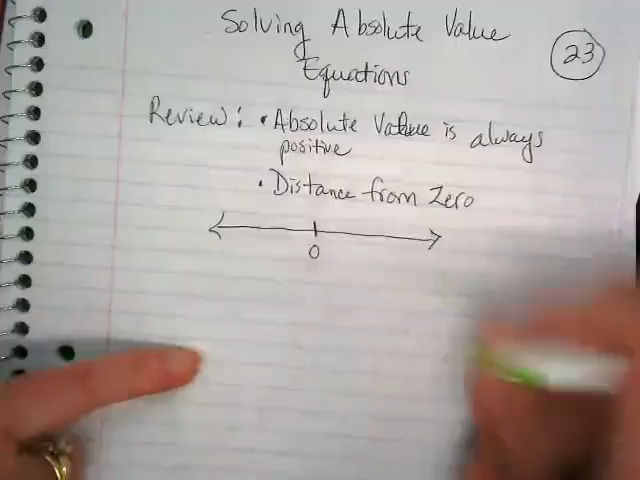 Solving Absolute Value
Equations
23
Review: • Absolute Value is always
positive
• Distance from Zero
0